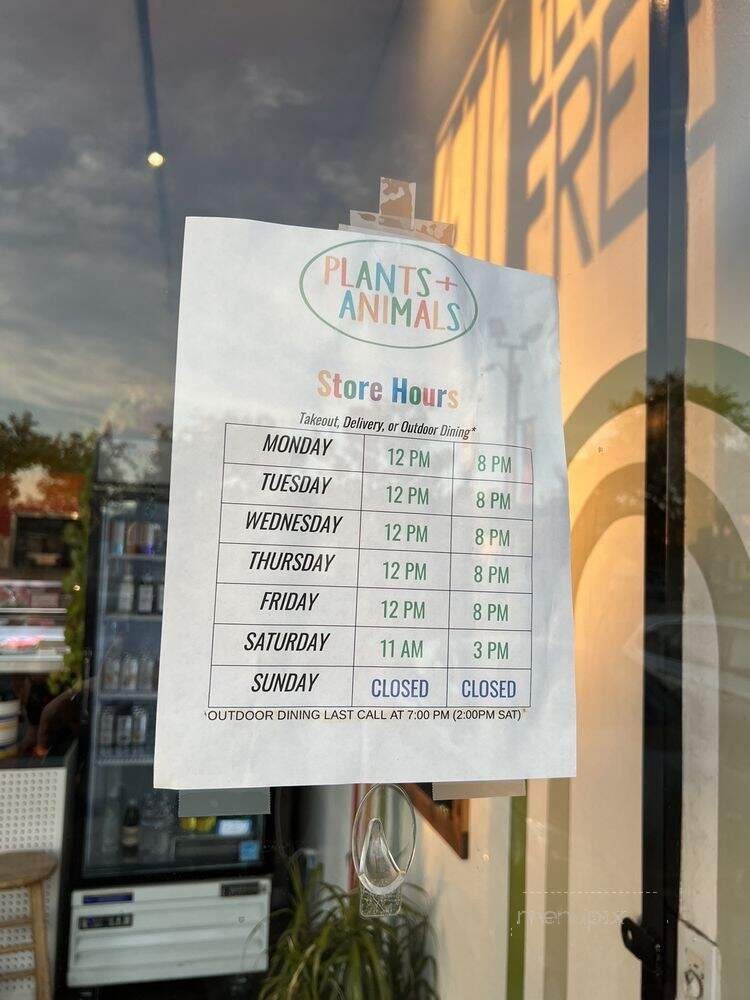 PLANTS+
ANIMALS
Store Hours
Takeout, Delivery, or Outdoor Dining*
MONDAY 12 PM 8 PM
TUESDAY 12 PM 8 PM
WEDNESDAY 12 PM 8 PM
THURSDAY 12 PM 8 PM
FRIDAY 12 PM 8 PM
SATURDAY 11 AM 3 PM
SUNDAY CLOSED CLOSED
*OUTDOOR DINING LAST CALL AT 7:00 PM (2:00PM SAT)*
FRE
menupix